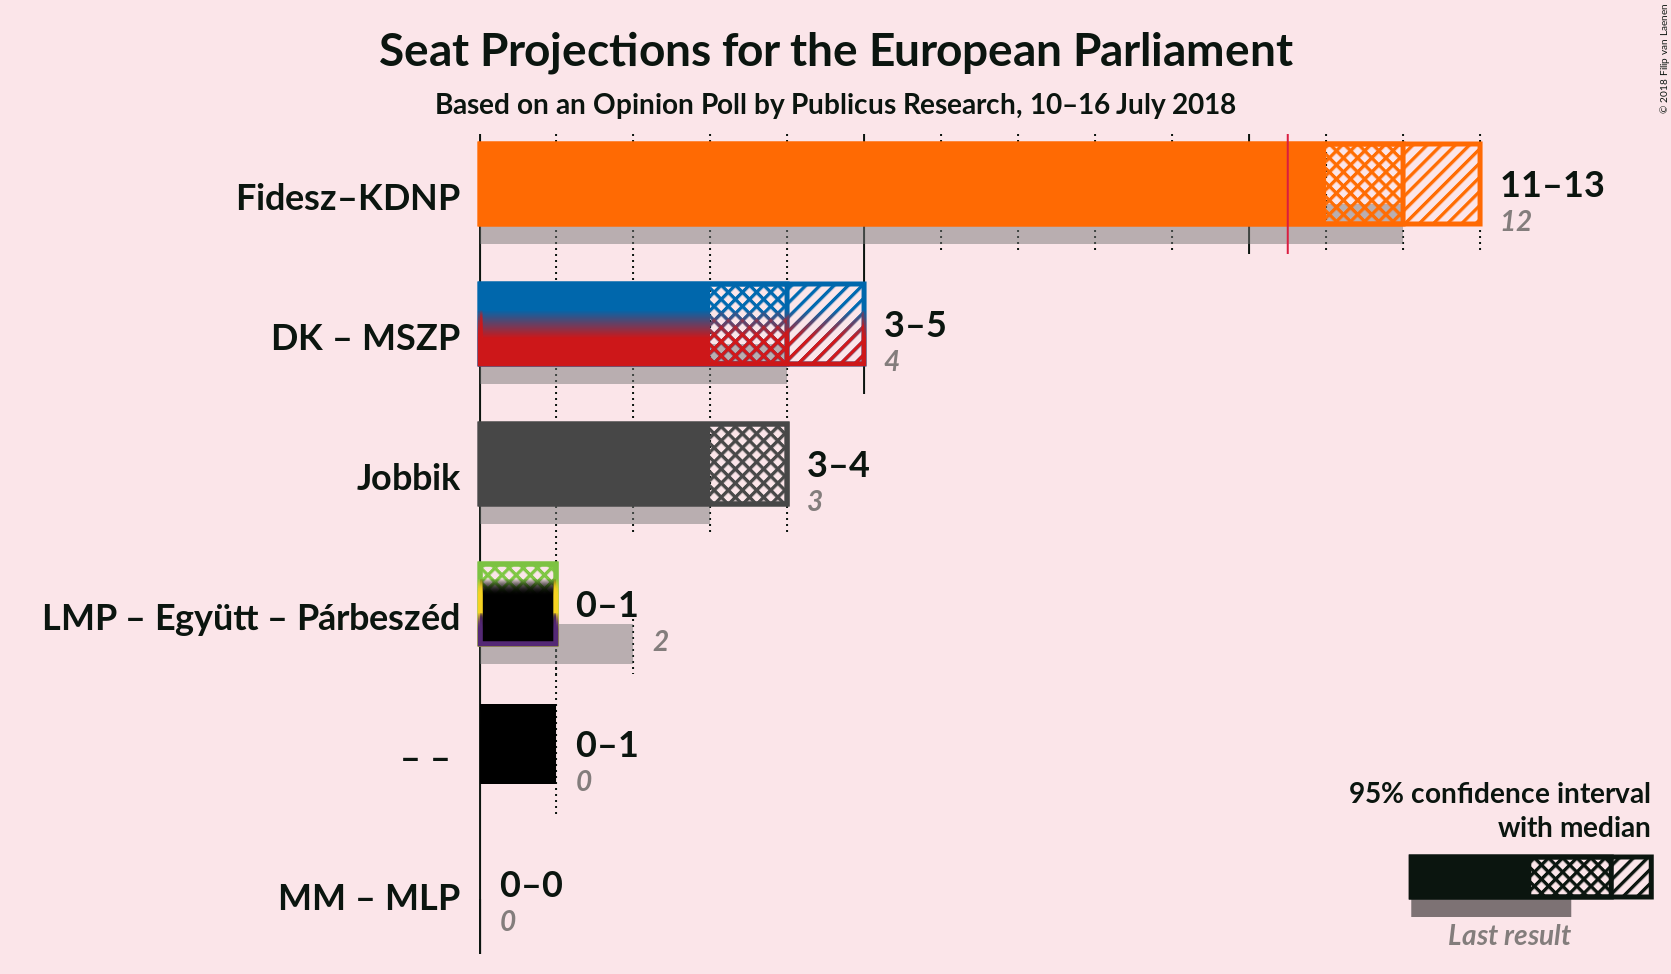 Seat Projections for the European Parliament
Based on an Opinion Poll by Publicus Research, 10–16 July 2018
© 2018 Filip van Laenen
Fidesz–KDNP
11–13
12
DK – MSZP
3–5
4
Jobbik
3–4
3
LMP – Együtt – Párbeszéd
0–1
2
– –
0–1
0
MM – MLP
0–0
0
95% confidence interval
with median
Last result